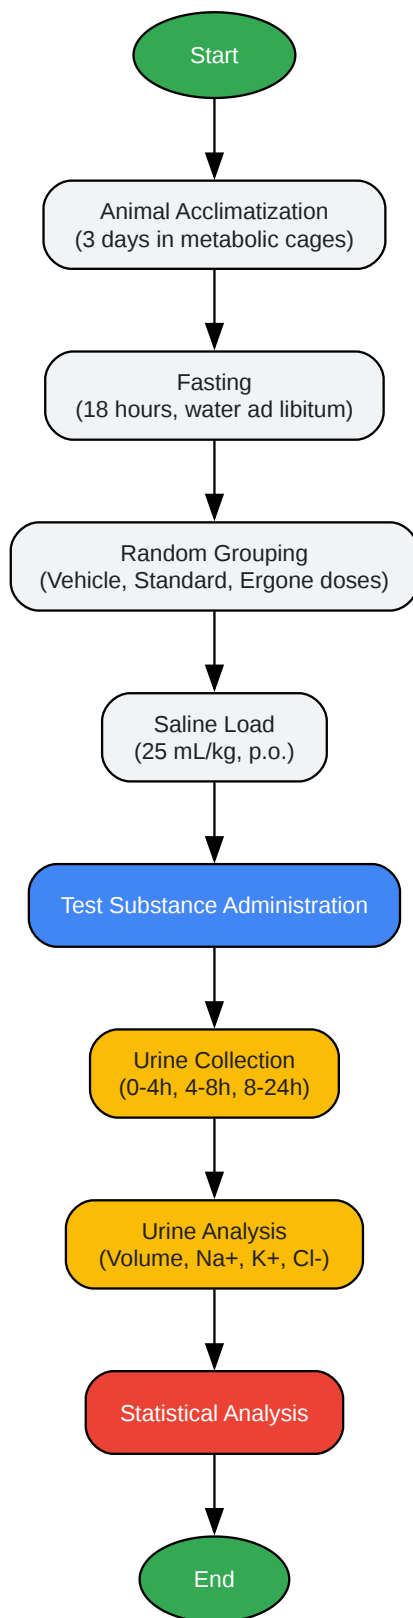 Start
Animal Acclimatization
(3 days in metabolic cages)
Fasting
(18 hours, water ad libitum)
Random Grouping
(Vehicle, Standard, Ergone doses)
Saline Load
(25 mL/kg, p.o.)
Test Substance Administration
Urine Collection
(0-4h, 4-8h, 8-24h)
Urine Analysis
(Volume, Na+, K+, Cl-)
Statistical Analysis
End